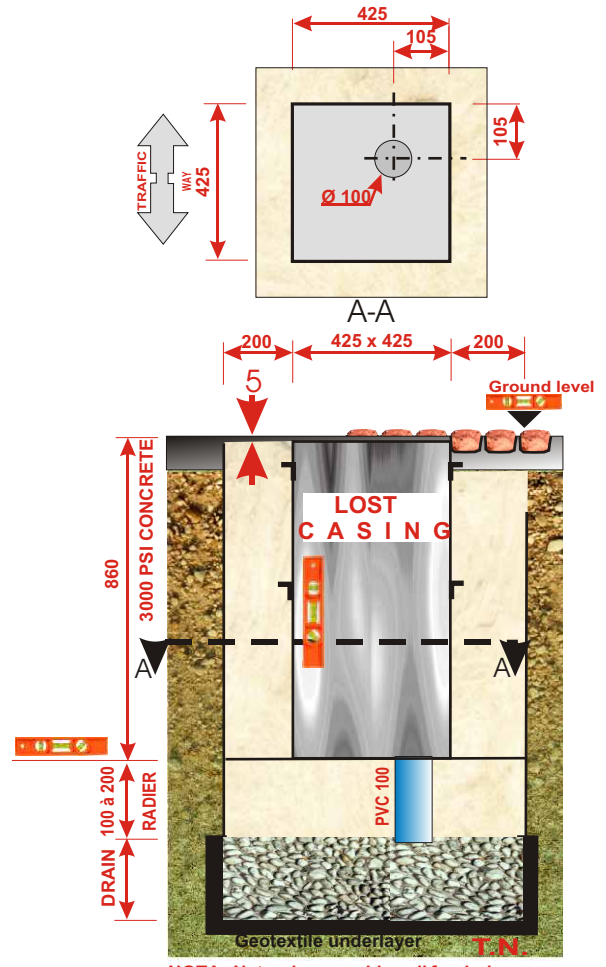 425
105
105
TRAFFIC
WAY
425
Ø 100
A-A
200
425 x 425
200
5
Ground level
3000 PSI CONCRETE
860
LOST
CASING
A
A
100 à 200
RADIER
PVC 100
DRAIN
Geotextile underlayer
T.N.